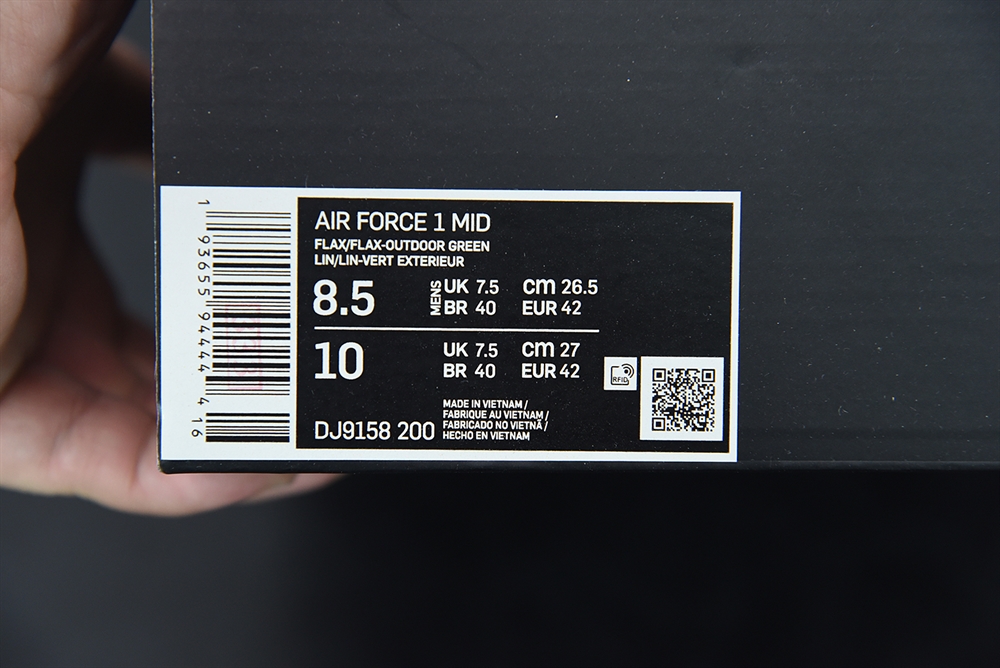 1 93655 94444 4 16
AIR FORCE 1 MID
FLAX/FLAX-OUTDOOR GREEN
LIN/LIN-VERT EXTERIEUR
8.5 MENS UK 7.5 cm 26.5
BR 40 EUR 42
10 UK 7.5 cm 27
BR 40 EUR 42
RFID
MADE IN VIETNAM /
FABRIQUE AU VIETNAM /
FABRICADO NO VIETNÃ /
HECHO EN VIETNAM
DJ9158 200